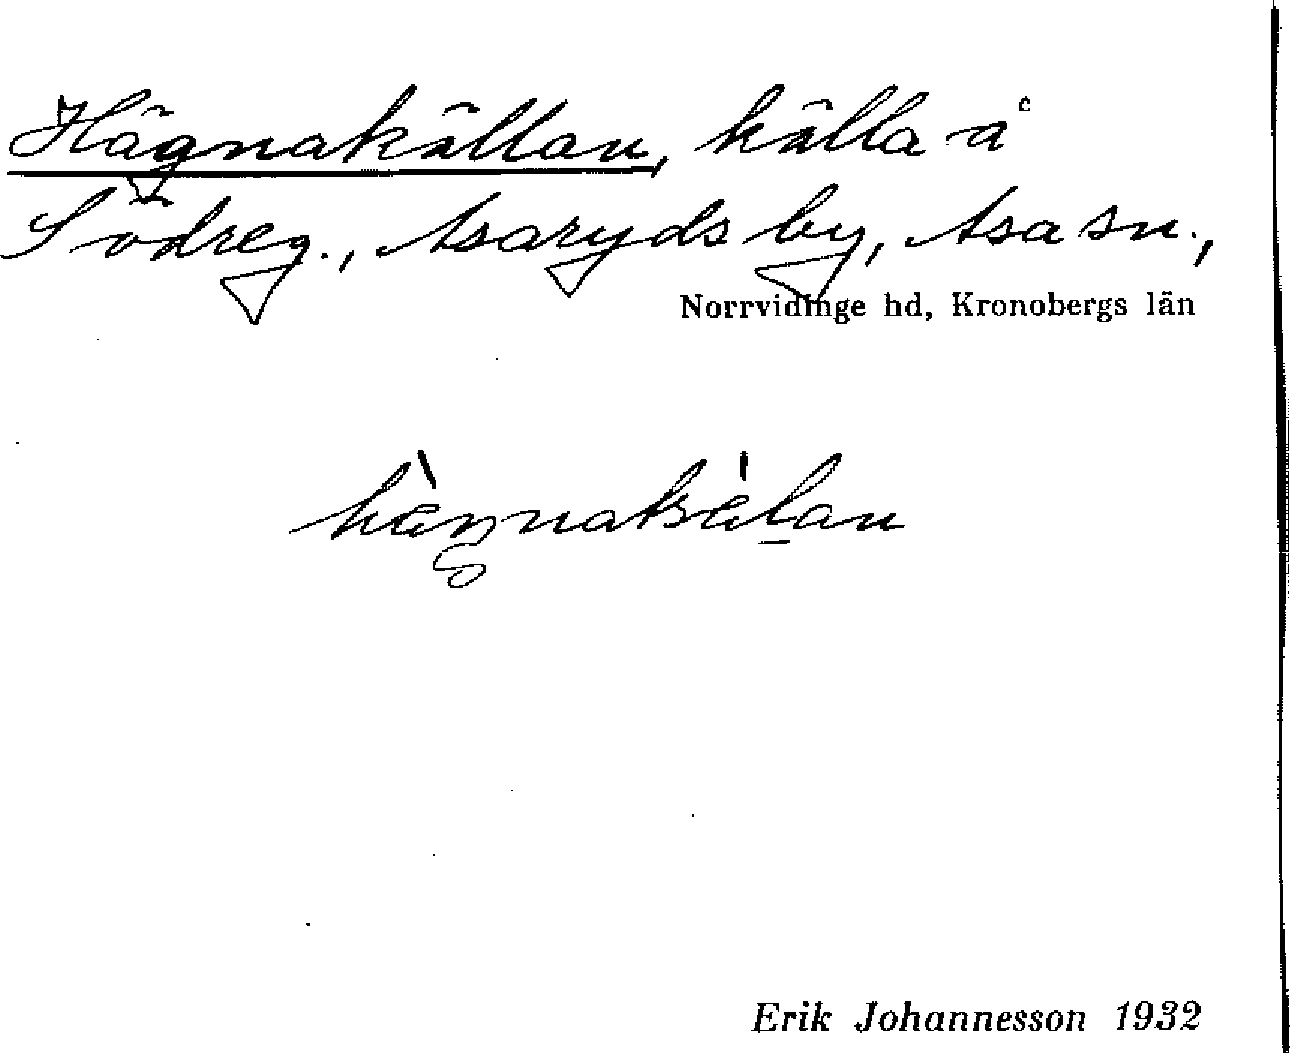 Hägnakällan, källa å
Södreg., Asaryds by, Asa sn.,
Norrvidinge hd, Kronobergs län
Erik Johannesson 1932